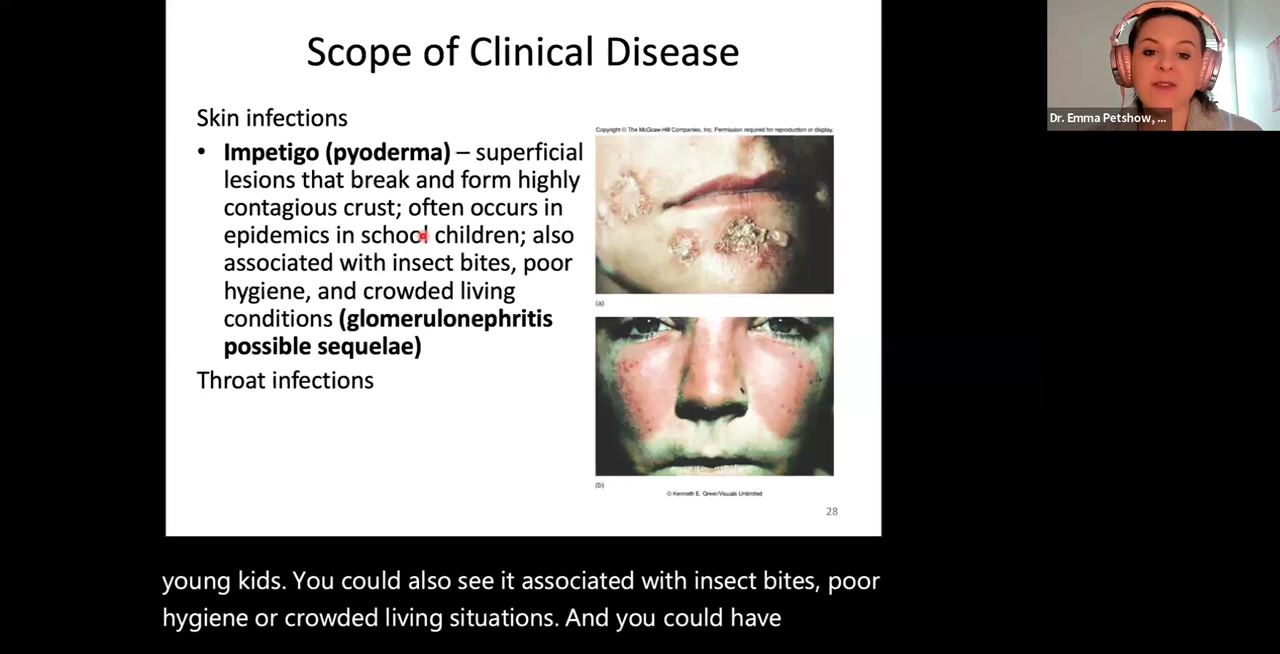 Scope of Clinical Disease
Skin infections
• Impetigo (pyoderma) – superficial
lesions that break and form highly
contagious crust; often occurs in
epidemics in school children; also
associated with insect bites, poor
hygiene, and crowded living
conditions (glomerulonephritis
possible sequelae)
Throat infections
Copyright © The McGraw-Hill Companies, Inc. Permission required for reproduction or display.
(a)
(b)
© Kenneth E. Greer/Visuals Unlimited
28
Dr. Emma Petshow, ...
young kids. You could also see it associated with insect bites, poor
hygiene or crowded living situations. And you could have